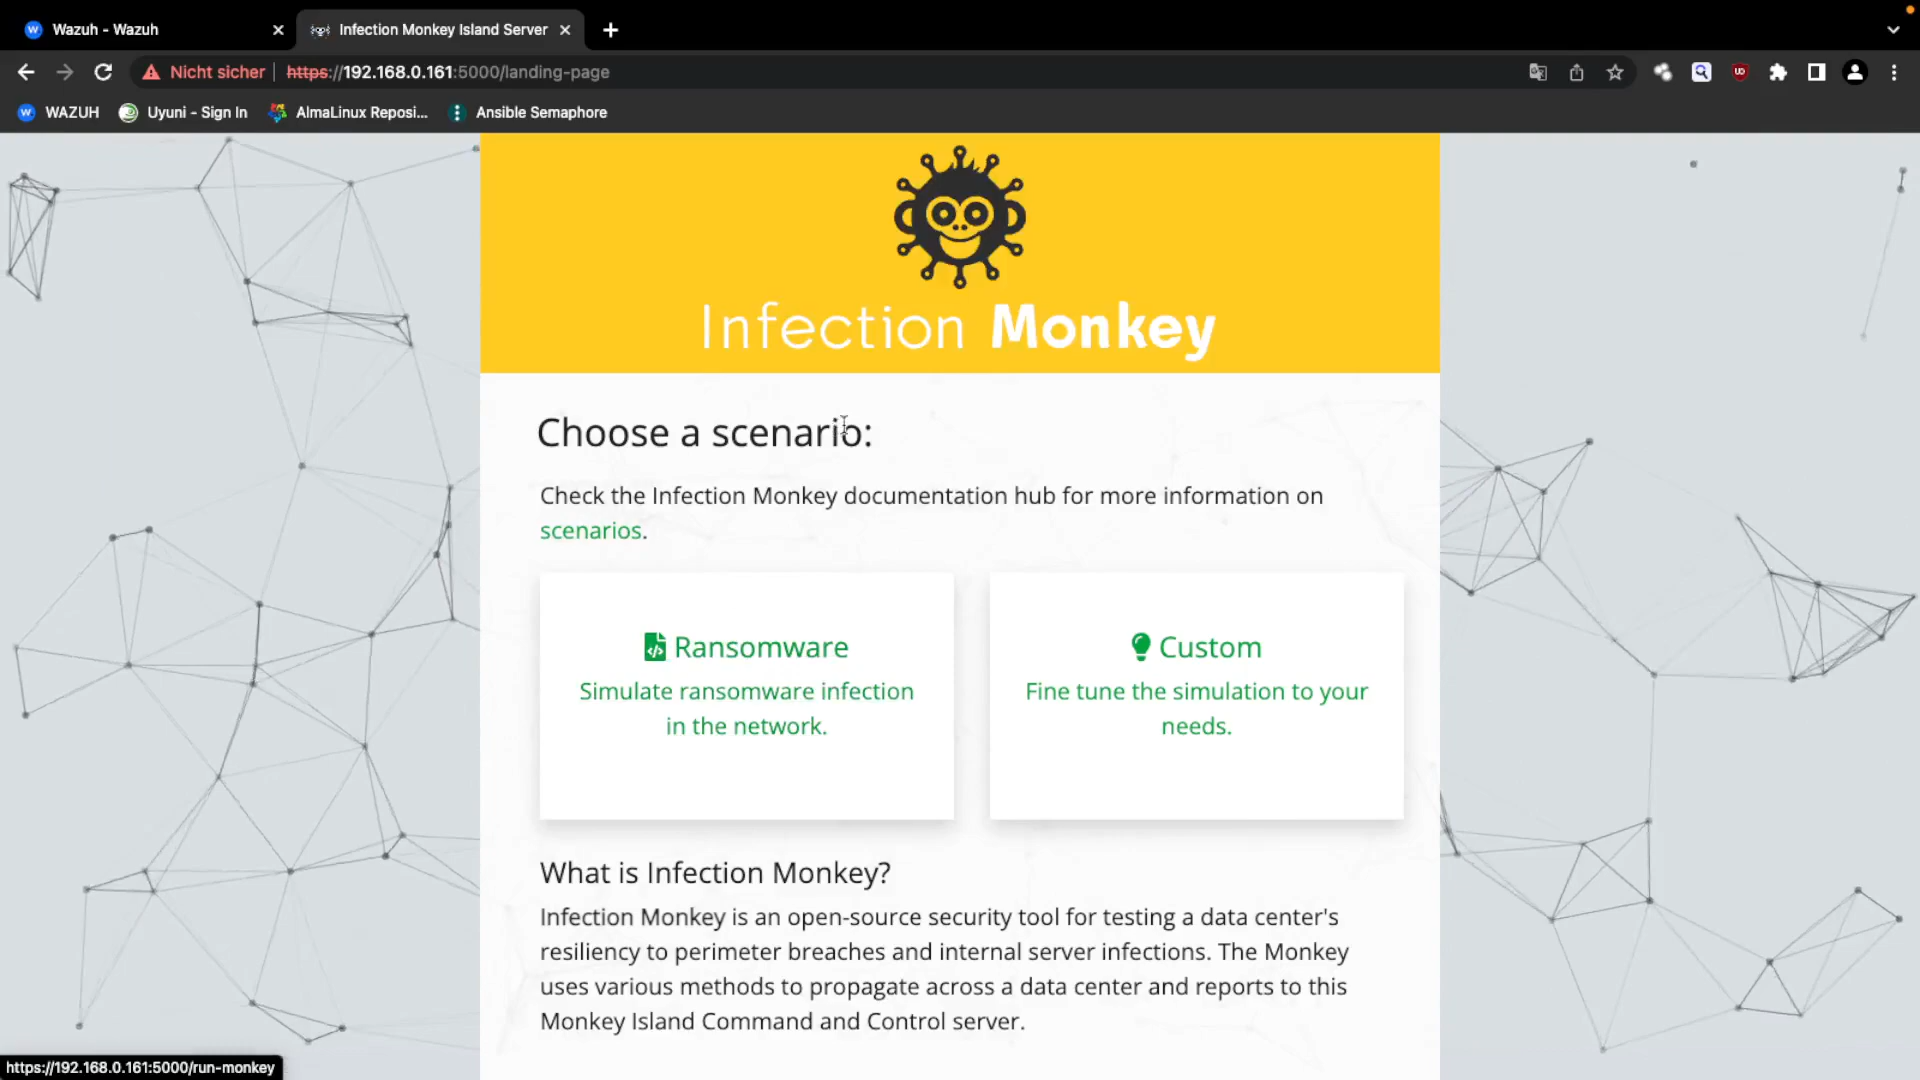 Wazuh - Wazuh
Infection Monkey Island Server
Nicht sicher
https://192.168.0.161:5000/landing-page
WAZUH
Uyuni - Sign In
AlmaLinux Reposi...
Ansible Semaphore
Infection Monkey
Choose a scenario:
Check the Infection Monkey documentation hub for more information on
scenarios.
Ransomware
Simulate ransomware infection
in the network.
Custom
Fine tune the simulation to your
needs.
What is Infection Monkey?
Infection Monkey is an open-source security tool for testing a data center's
resiliency to perimeter breaches and internal server infections. The Monkey
uses various methods to propagate across a data center and reports to this
Monkey Island Command and Control server.
https://192.168.0.161:5000/run-monkey